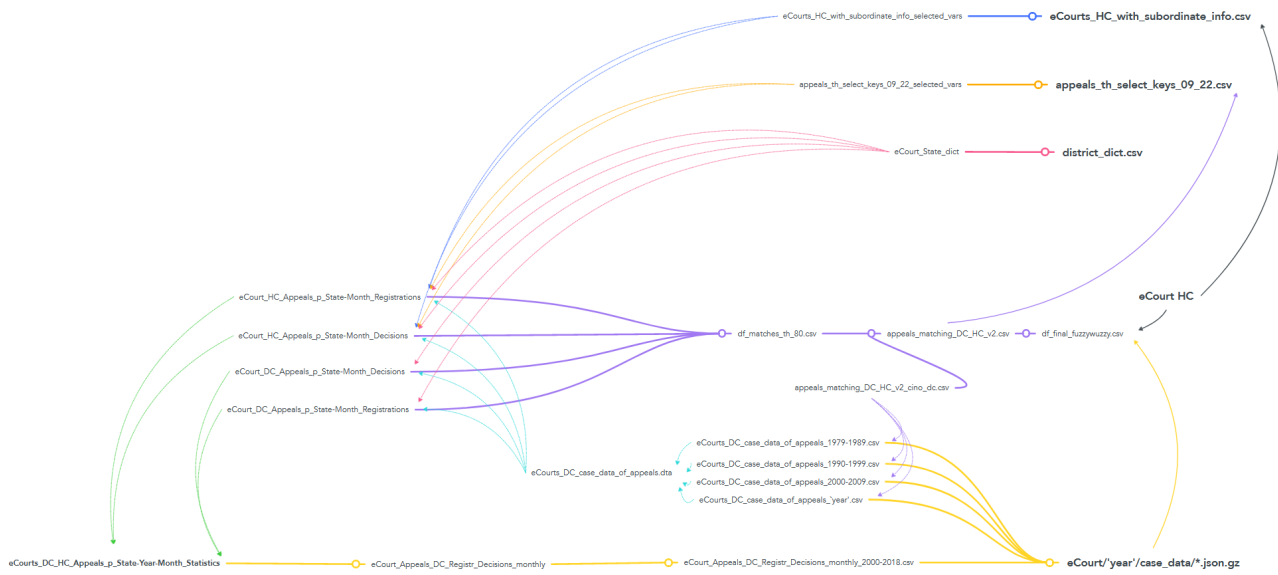 eCourts_HC_with_subordinate_info_selected_vars
eCourts_HC_with_subordinate_info.csv
appeals_th_select_keys_09_22_selected_vars
appeals_th_select_keys_09_22.csv
eCourt_State_dict
district_dict.csv
eCourt_HC_Appeals_p_State-Month_Registrations
eCourt HC
eCourt_HC_Appeals_p_State-Month_Decisions
df_matches_th_80.csv
appeals_matching_DC_HC_v2.csv
df_final_fuzzywuzzy.csv
eCourt_DC_Appeals_p_State-Month_Decisions
appeals_matching_DC_HC_v2_cino_dc.csv
eCourt_DC_Appeals_p_State-Month_Registrations
eCourts_DC_case_data_of_appeals_1979-1989.csv
eCourts_DC_case_data_of_appeals_1990-1999.csv
eCourts_DC_case_data_of_appeals.dta
eCourts_DC_case_data_of_appeals_2000-2009.csv
eCourts_DC_case_data_of_appeals_'year'.csv
eCourts_DC_HC_Appeals_p_State-Year-Month_Statistics
eCourt_Appeals_DC_Registr_Decisions_monthly
eCourt_Appeals_DC_Registr_Decisions_monthly_2000-2018.csv
eCourt/'year'/case_data/*.json.gz